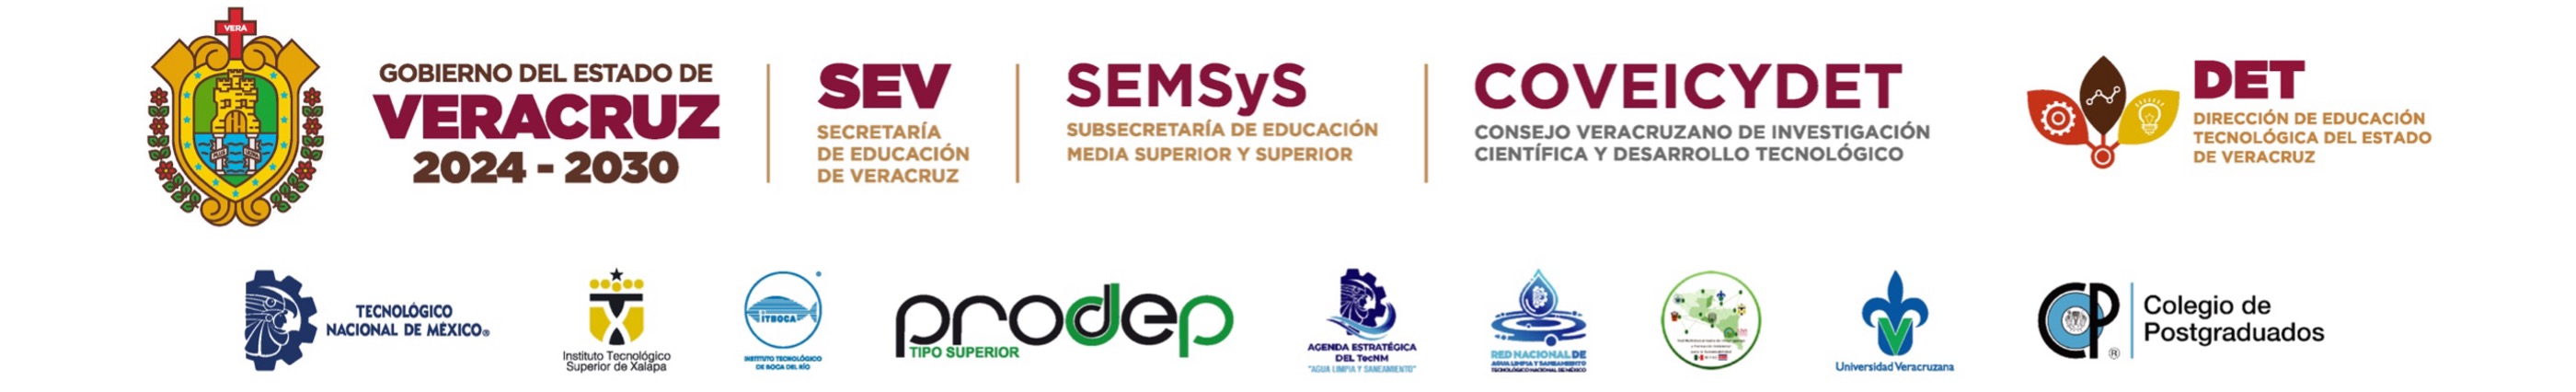 VERA
GOBIERNO DEL ESTADO DE
VERACRUZ
2024 - 2030
SEV
SECRETARÍA
DE EDUCACIÓN
DE VERACRUZ
SEMSyS
SUBSECRETARÍA DE EDUCACIÓN
MEDIA SUPERIOR Y SUPERIOR
COVEICYDET
CONSEJO VERACRUZANO DE INVESTIGACIÓN
CIENTÍFICA Y DESARROLLO TECNOLÓGICO
DET
DIRECCIÓN DE EDUCACIÓN
TECNOLÓGICA DEL ESTADO
DE VERACRUZ
TECNOLÓGICO
NACIONAL DE MÉXICO®
Instituto Tecnológico
Superior de Xalapa
ITBOCA
INSTITUTO TECNOLÓGICO
DE BOCA DEL RÍO
prodep
TIPO SUPERIOR
AGENDA ESTRATÉGICA
DEL TecNM
"AGUA LIMPIA Y SANEAMIENTO"
RED NACIONAL DE
AGUA LIMPIA Y SANEAMIENTO
TECNOLÓGICO NACIONAL DE MÉXICO
Universidad Veracruzana
CP®
Colegio de
Postgraduados